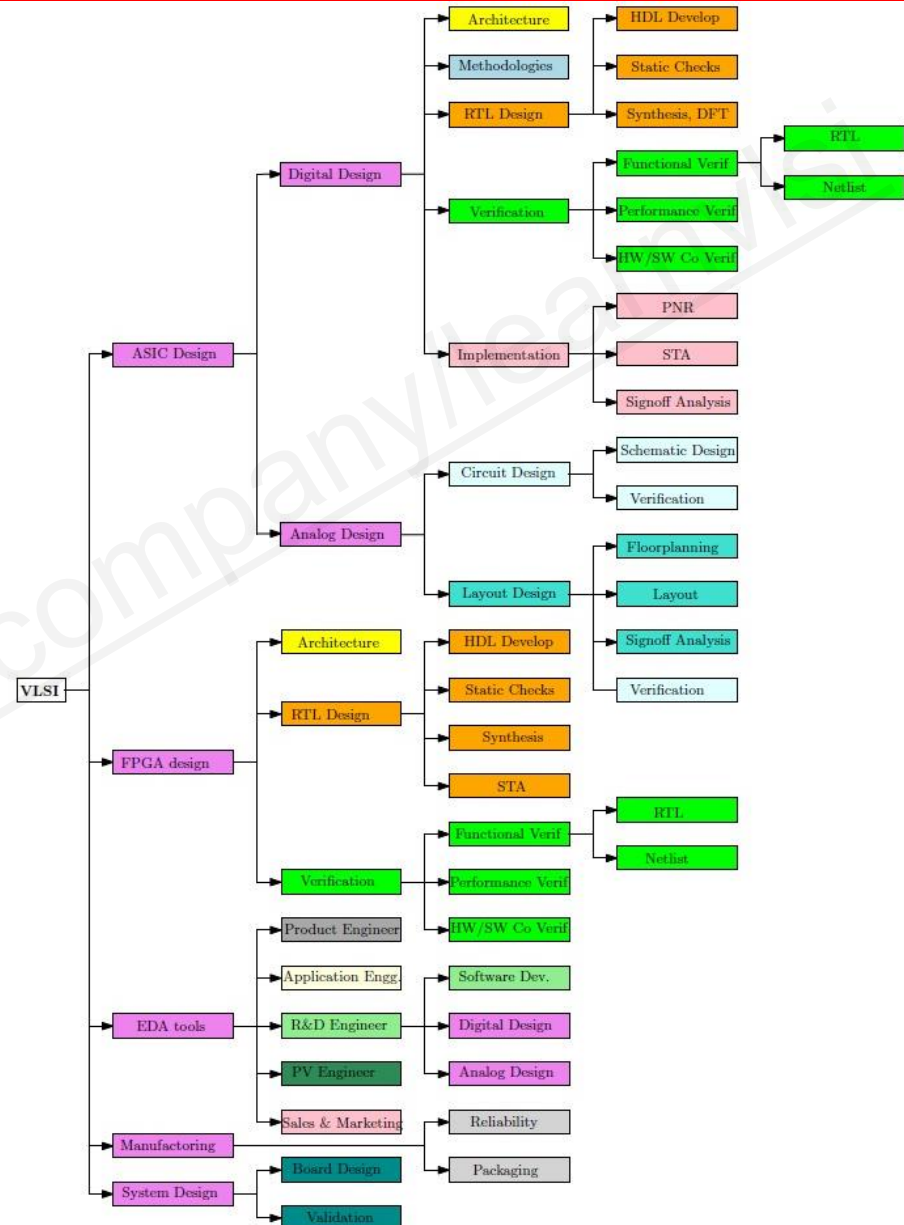 VLSI
ASIC Design
Digital Design
Architecture
Methodologies
RTL Design
HDL Develop
Static Checks
Synthesis, DFT
Verification
Functional Verif
RTL
Netlist
Performance Verif
HW/SW Co Verif
Implementation
PNR
STA
Signoff Analysis
Analog Design
Circuit Design
Schematic Design
Verification
Layout Design
Floorplanning
Layout
Signoff Analysis
Verification
FPGA design
Architecture
RTL Design
HDL Develop
Static Checks
Synthesis
STA
Verification
Functional Verif
RTL
Netlist
Performance Verif
HW/SW Co Verif
EDA tools
Product Engineer
Application Engg.
R&D Engineer
Software Dev.
Digital Design
Analog Design
PV Engineer
Sales & Marketing
Manufactoring
Reliability
Packaging
System Design
Board Design
Validation
company/learnvlsi